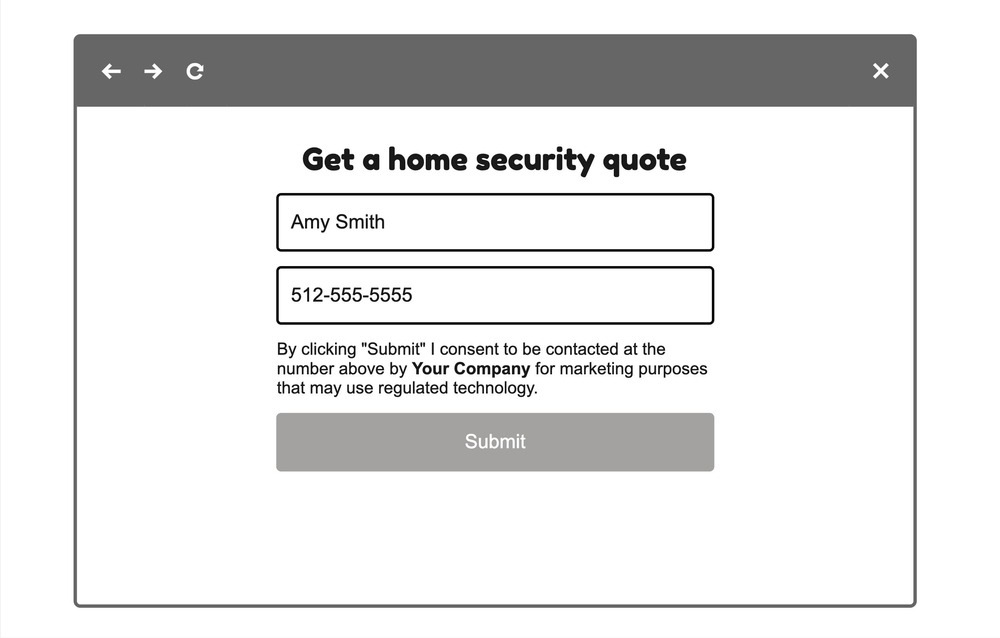 Get a home security quote
Amy Smith
512-555-5555
By clicking "Submit" I consent to be contacted at the
number above by Your Company for marketing purposes
that may use regulated technology.
Submit